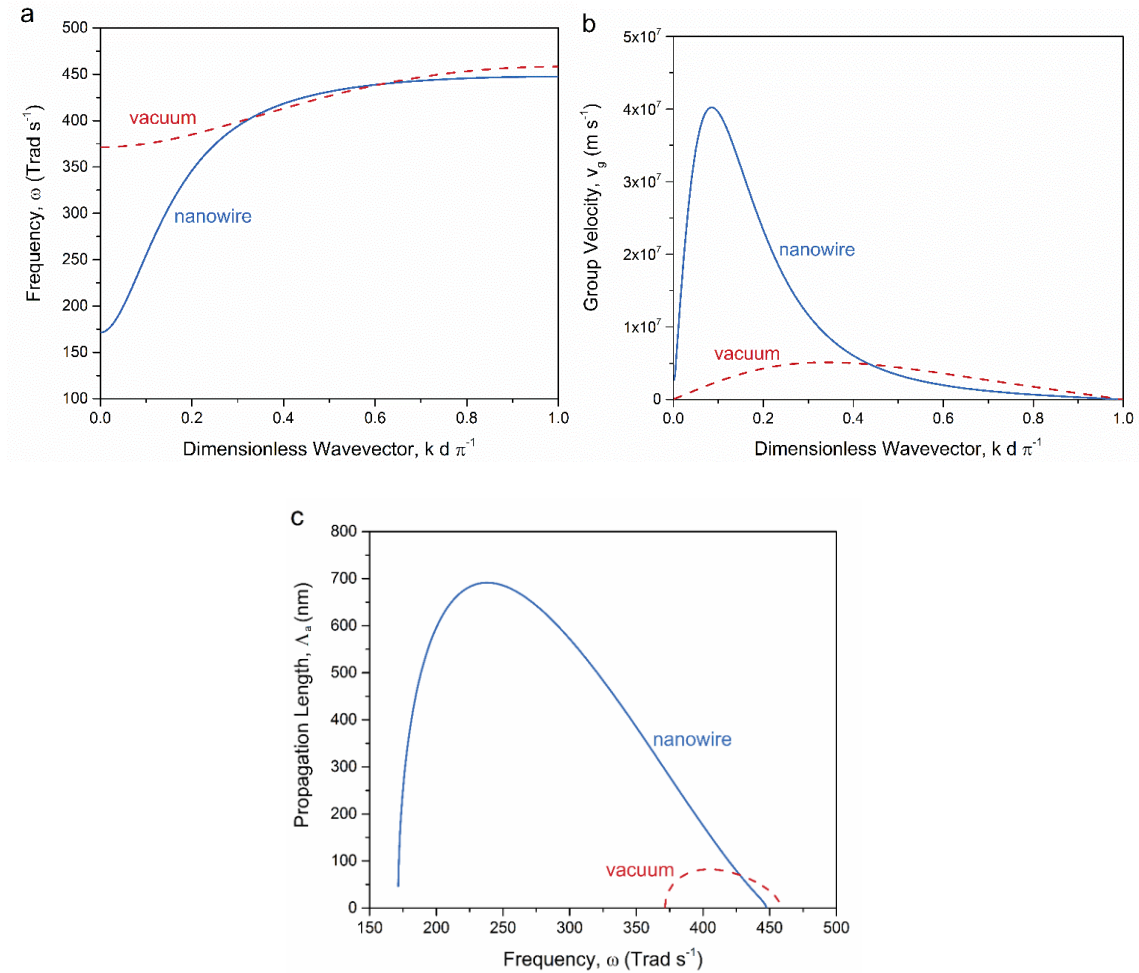 a
500
450
400
350
300
250
200
150
100
0.0 0.2 0.4 0.6 0.8 1.0
Frequency, ω (Trad s⁻¹)
Dimensionless Wavevector, k d π⁻¹
vacuum
nanowire
b
5x10⁷
4x10⁷
3x10⁷
2x10⁷
1x10⁷
0
0.0 0.2 0.4 0.6 0.8 1.0
Group Velocity, v_g (m s⁻¹)
Dimensionless Wavevector, k d π⁻¹
nanowire
vacuum
c
800
700
600
500
400
300
200
100
0
150 200 250 300 350 400 450 500
Propagation Length, Λₐ (nm)
Frequency, ω (Trad s⁻¹)
nanowire
vacuum